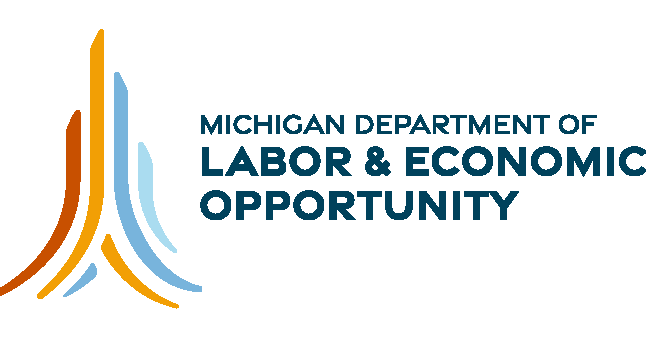 MICHIGAN DEPARTMENT OF
LABOR & ECONOMIC
OPPORTUNITY